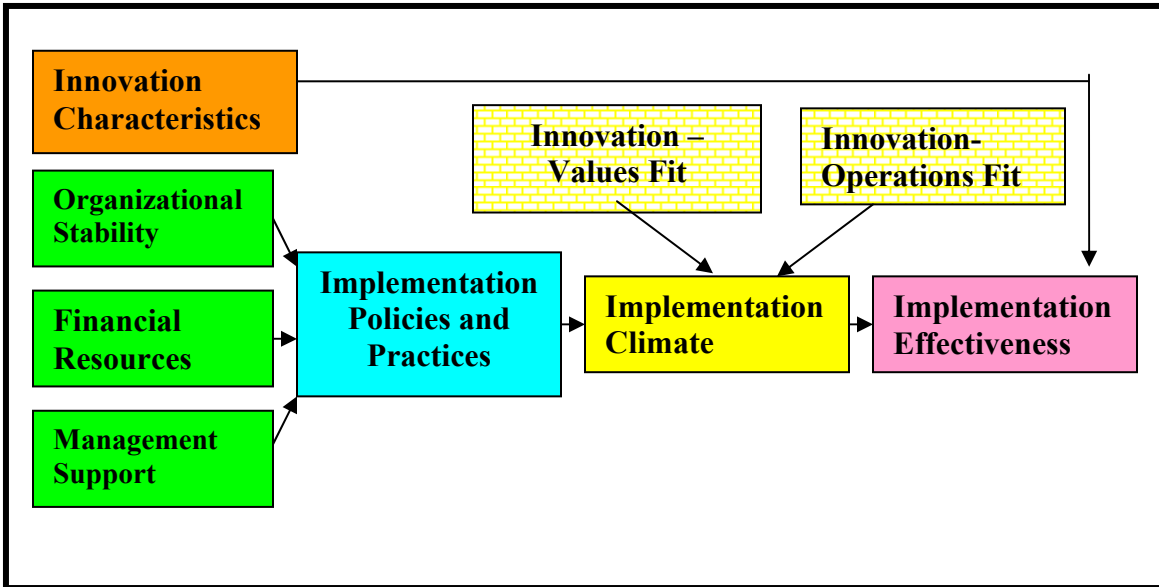 Innovation
Characteristics
Innovation –
Values Fit
Innovation-
Operations Fit
Organizational
Stability
Implementation
Policies and
Practices
Implementation
Climate
Implementation
Effectiveness
Financial
Resources
Management
Support